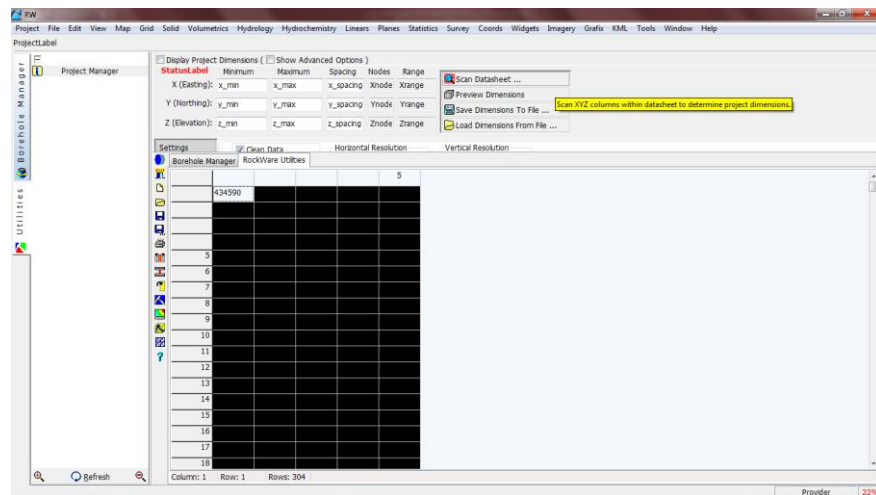 RW
Project File Edit View Map Grid Solid Volumetrics Hydrology Hydrochemistry Linears Planes Statistics Survey Coords Widgets Imagery Grafix KML Tools Window Help
ProjectLabel
Project Manager
Borehole Manager
Utilities
Display Project Dimensions ( Show Advanced Options )
StatusLabel Minimum Maximum Spacing Nodes Range
X (Easting): x_min x_max x_spacing Xnode Xrange
Y (Northing): y_min y_max y_spacing Ynode Yrange
Z (Elevation): z_min z_max z_spacing Znode Zrange
Scan Datasheet ...
Preview Dimensions
Save Dimensions To File ...
Load Dimensions From File ...
Scan XYZ columns within datasheet to determine project dimensions.
Settings Clean Data Horizontal Resolution Vertical Resolution
Borehole Manager RockWare Utilities
5
434590
5
6
7
8
9
10
11
12
13
14
15
16
17
18
Refresh
Column: 1 Row: 1 Rows: 304
Provider 22%